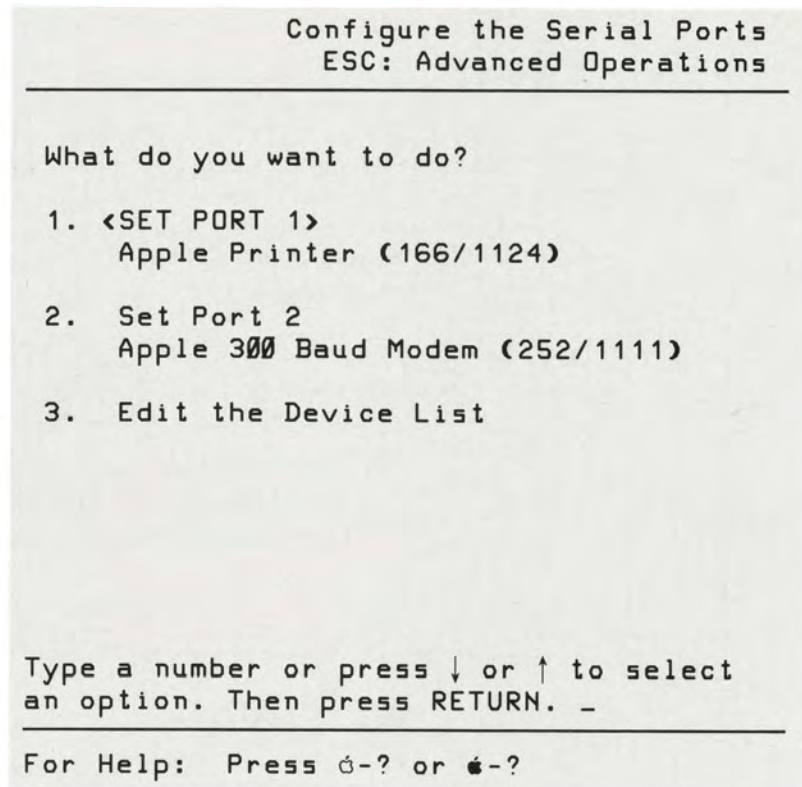 Configure the Serial Ports
ESC: Advanced Operations
What do you want to do?
1. <SET PORT 1>
Apple Printer (166/1124)
2. Set Port 2
Apple 300 Baud Modem (252/1111)
3. Edit the Device List
Type a number or press ↓ or ↑ to select
an option. Then press RETURN. _
For Help: Press -? or -?